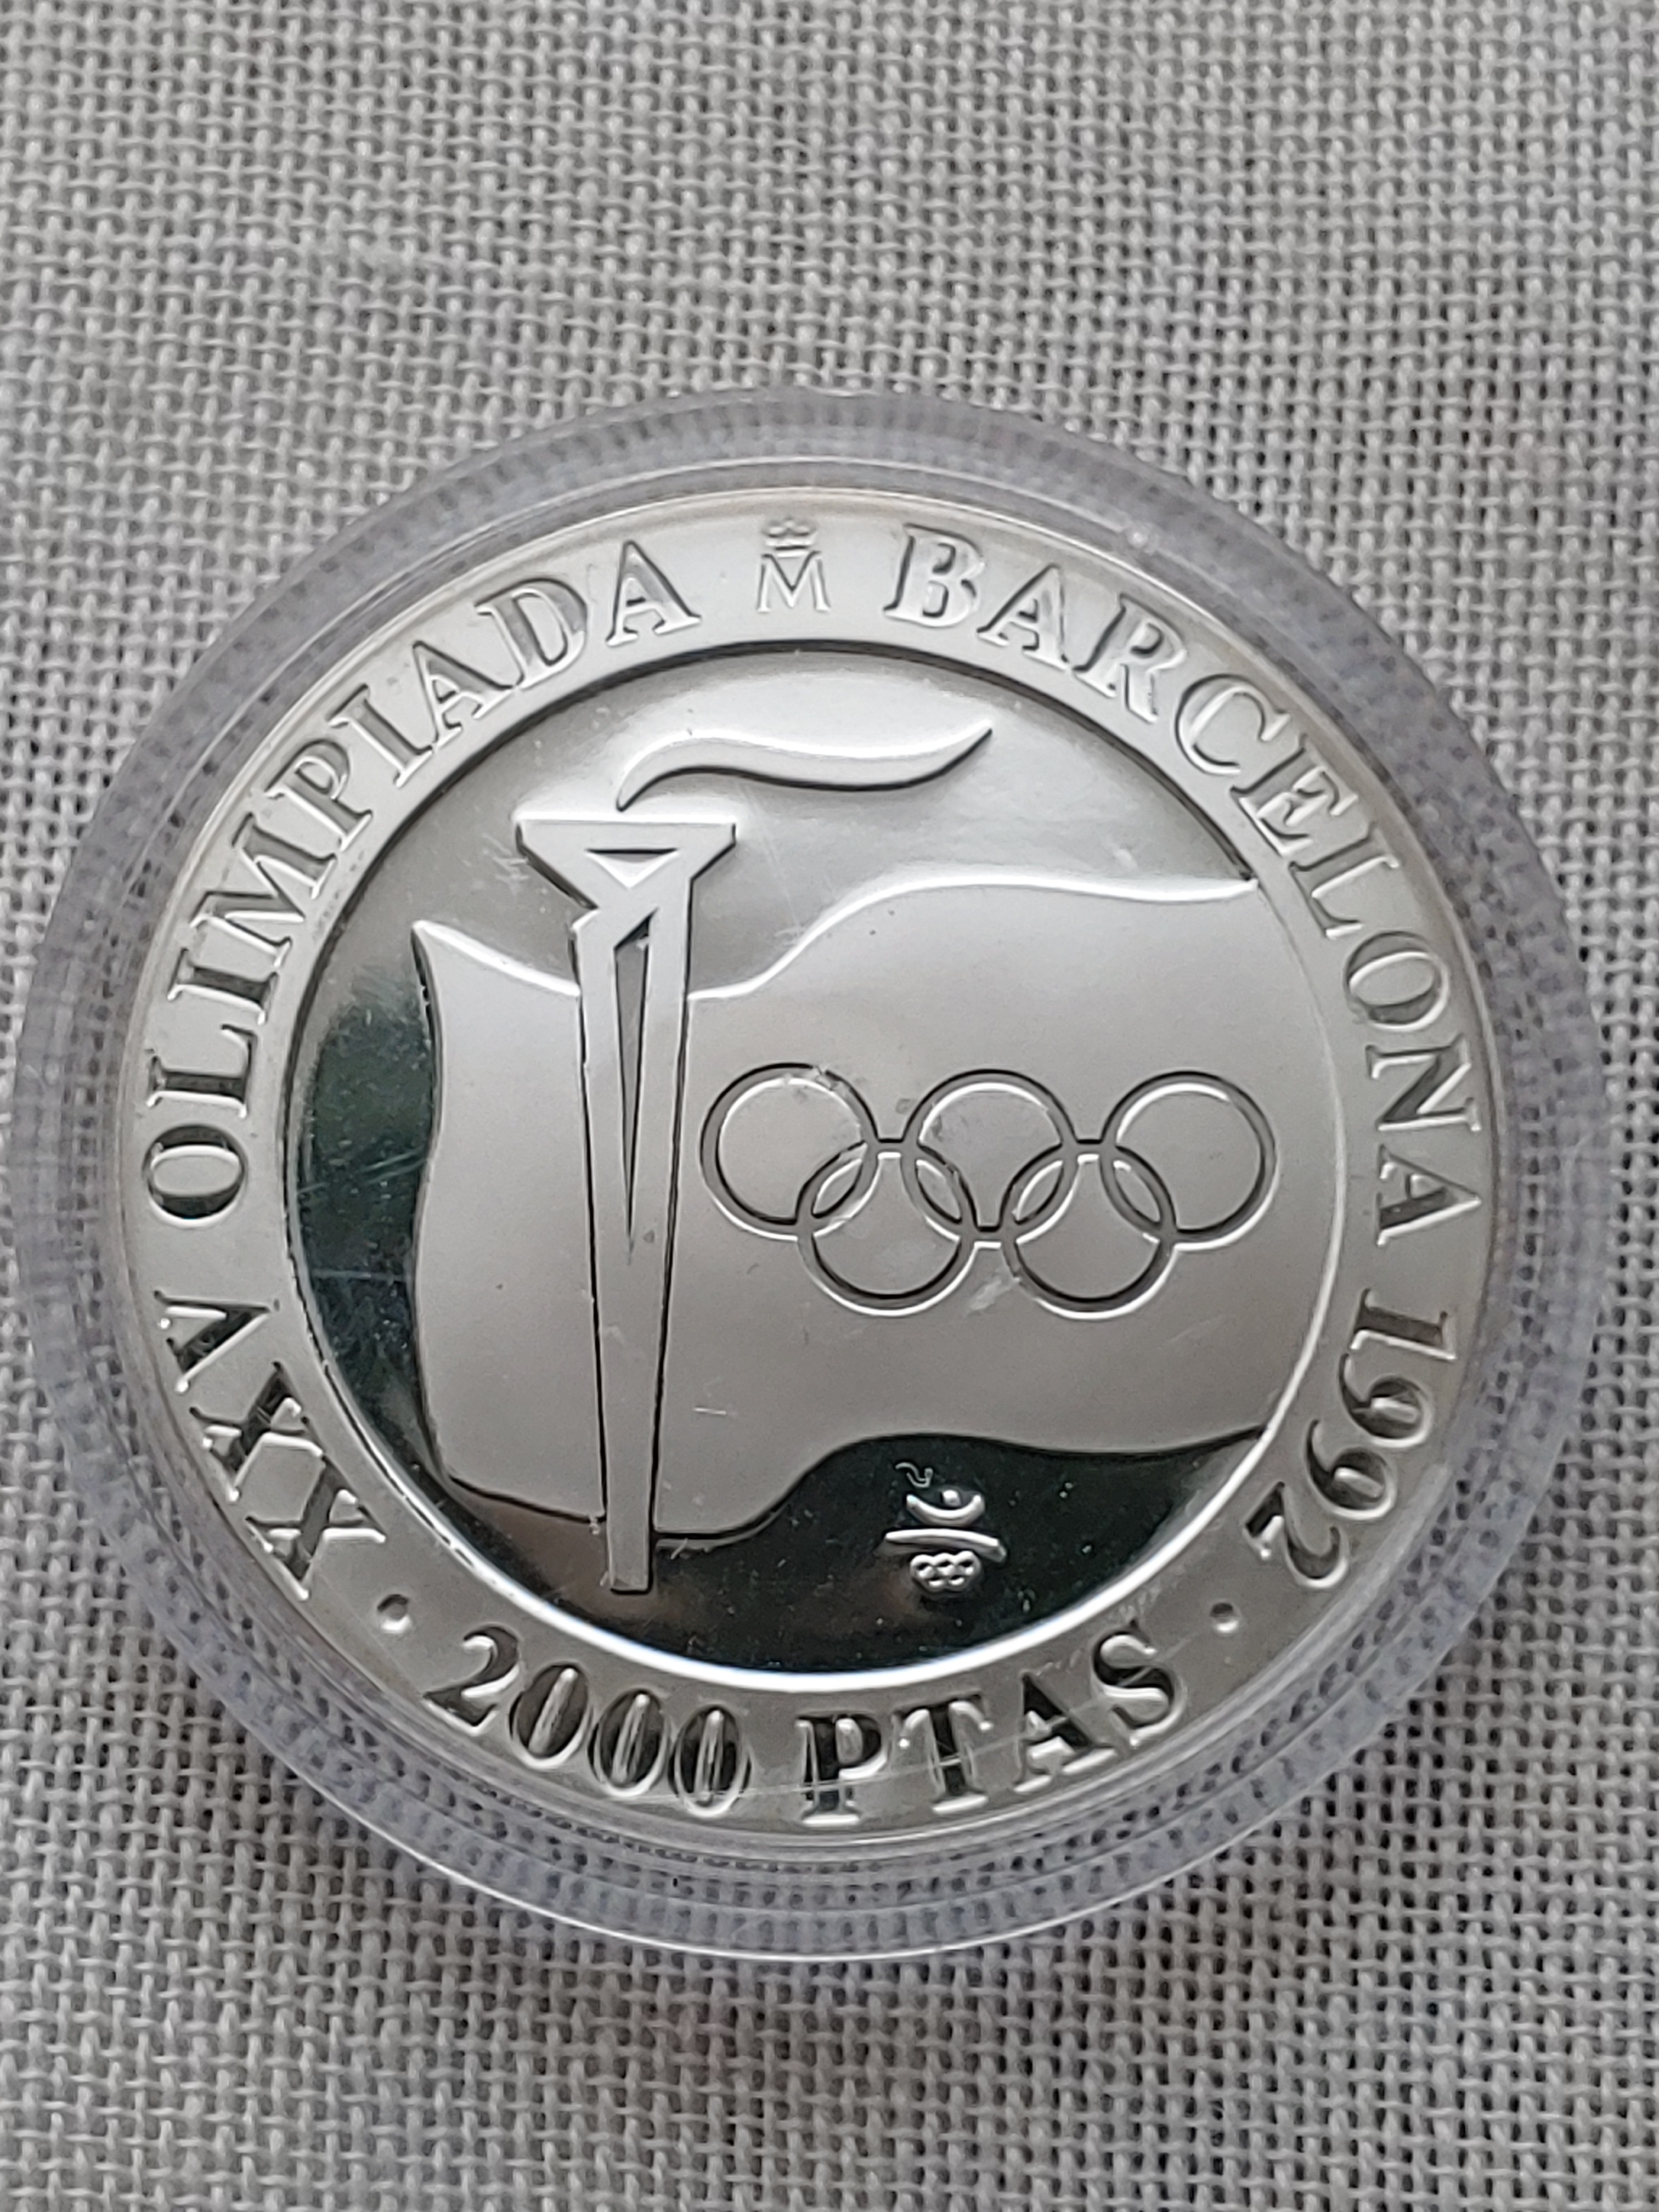 XXV OLIMPIADA M BARCELONA 1992
· 2000 PTAS ·